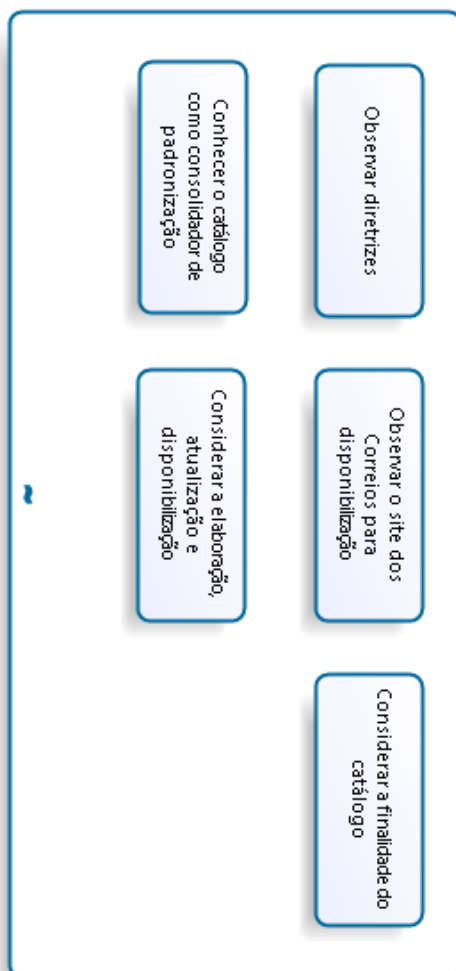 Observar diretrizes
Observar o site dos
Correios para
disponibilização
Considerar a finalidade do
catálogo
Conhecer o catálogo
como consolidador de
padronização
Considerar a elaboração,
atualização e
disponibilização